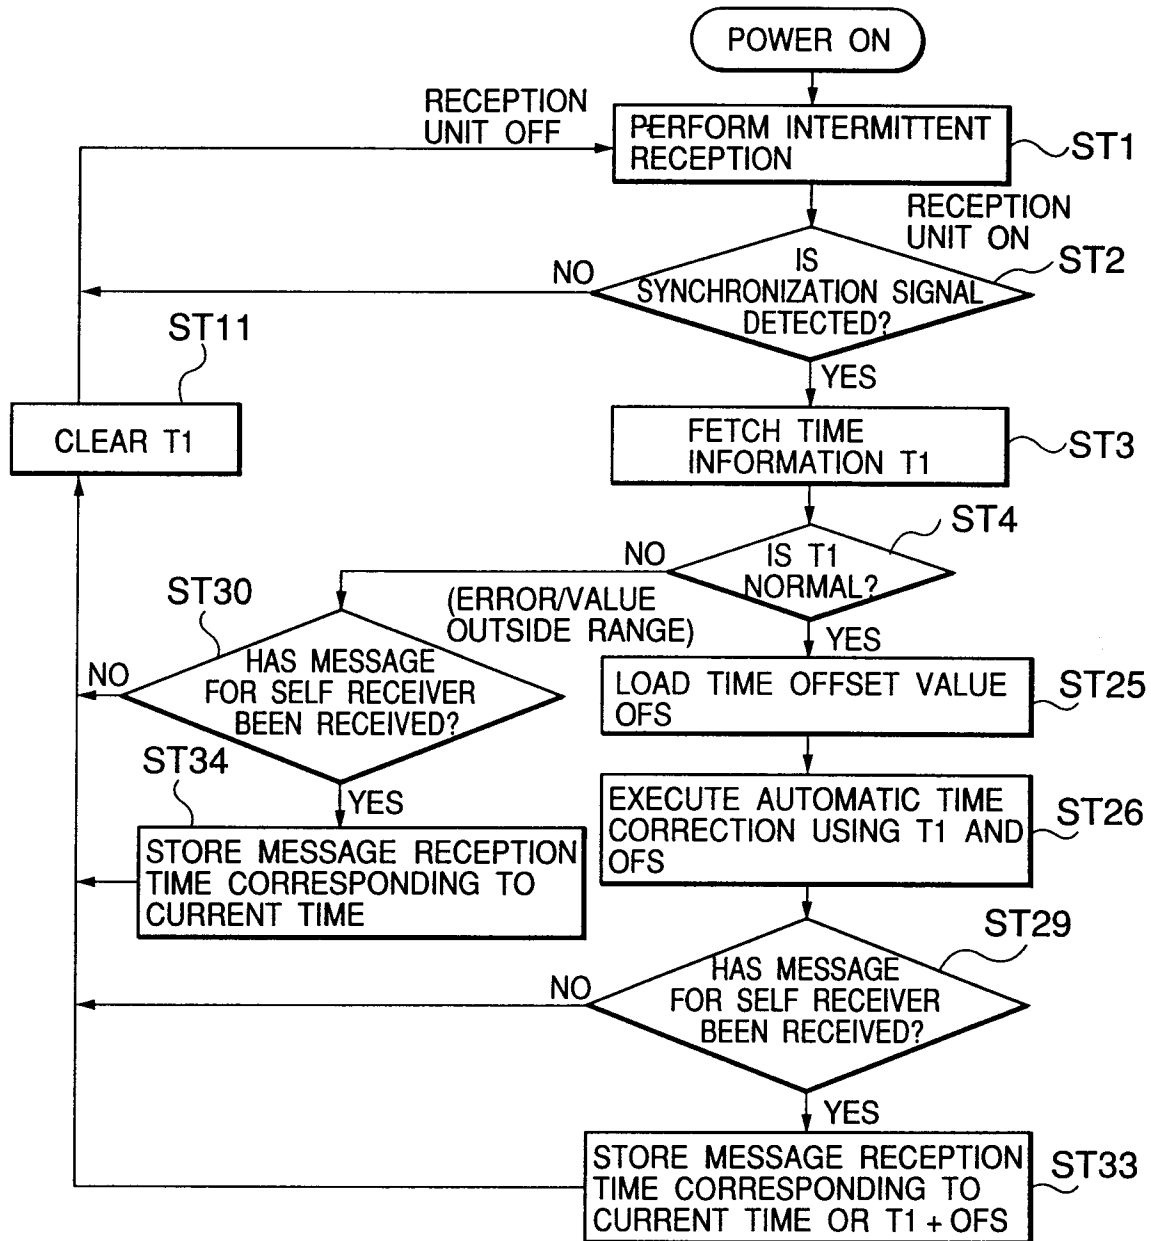 POWER ON
RECEPTION
UNIT OFF
PERFORM INTERMITTENT
RECEPTION
ST1
RECEPTION
UNIT ON
IS
SYNCHRONIZATION SIGNAL
DETECTED?
ST2
NO
YES
ST11
CLEAR T1
FETCH TIME
INFORMATION T1
ST3
IS T1
NORMAL?
ST4
NO
(ERROR/VALUE
OUTSIDE RANGE)
YES
ST30
HAS MESSAGE
FOR SELF RECEIVER
BEEN RECEIVED?
NO
YES
LOAD TIME OFFSET VALUE
OFS
ST25
ST34
STORE MESSAGE RECEPTION
TIME CORRESPONDING TO
CURRENT TIME
EXECUTE AUTOMATIC TIME
CORRECTION USING T1 AND
OFS
ST26
ST29
HAS MESSAGE
FOR SELF RECEIVER
BEEN RECEIVED?
NO
YES
STORE MESSAGE RECEPTION
TIME CORRESPONDING TO
CURRENT TIME OR T1 + OFS
ST33